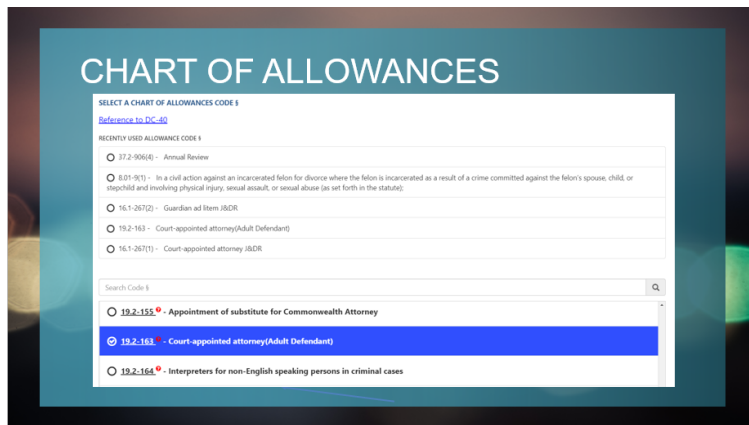 CHART OF ALLOWANCES
SELECT A CHART OF ALLOWANCES CODE §
Reference to DC-40
RECENTLY USED ALLOWANCE CODE §
37.2-906(4) - Annual Review
8.01-9(1) - In a civil action against an incarcerated felon for divorce where the felon is incarcerated as a result of a crime committed against the felon's spouse, child, or
stepchild and involving physical injury, sexual assault, or sexual abuse (as set forth in the statute);
16.1-267(2) - Guardian ad litem J&DR
19.2-163 - Court-appointed attorney(Adult Defendant)
16.1-267(1) - Court-appointed attorney J&DR
Search Code §
19.2-155 - Appointment of substitute for Commonwealth Attorney
19.2-163 - Court-appointed attorney(Adult Defendant)
19.2-164 - Interpreters for non-English speaking persons in criminal cases